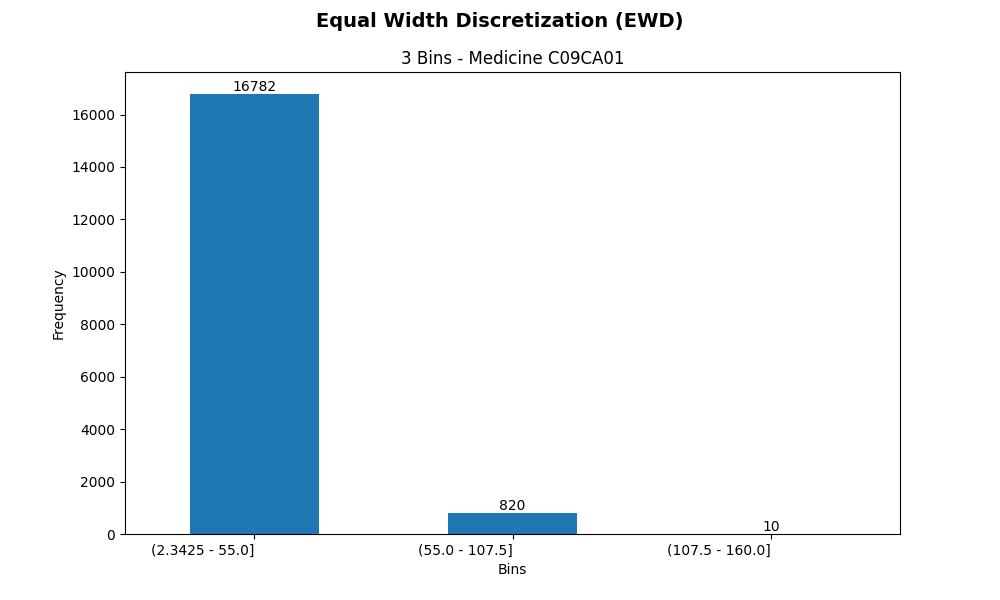 Equal Width Discretization (EWD)
3 Bins - Medicine C09CA01
16782
16000
14000
12000
10000
Frequency
8000
6000
4000
2000
820
10
0
(2.3425 - 55.0]
(55.0 - 107.5]
(107.5 - 160.0]
Bins